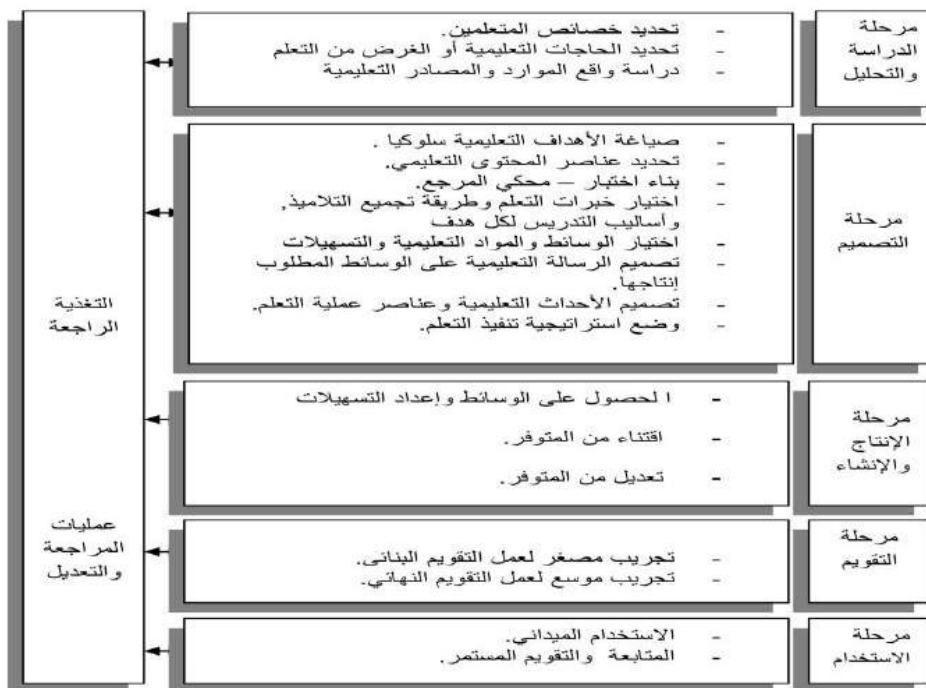 مرحلة
الدراسة
والتحليل
- تحديد خصائص المتعلمين.
- تحديد الحاجات التعليمية أو الغرض من التعلم
- دراسة واقع الموارد والمصادر التعليمية
مرحلة
التصميم
- صياغة الأهداف التعليمية سلوكيا .
- تحديد عناصر المحتوى التعليمي.
- بناء اختبار – محكي المرجع.
- اختيار خبرات التعلم وطريقة تجميع التلاميذ,
وأساليب التدريس لكل هدف
- اختيار الوسائط والمواد التعليمية والتسهيلات
- تصميم الرسالة التعليمية على الوسائط المطلوب
إنتاجها.
- تصميم الأحداث التعليمية وعناصر عملية التعلم.
- وضع استراتيجية تنفيذ التعلم.
مرحلة
الإنتاج
والإنشاء
- ا لحصول على الوسائط وإعداد التسهيلات
- اقتناء من المتوفر.
- تعديل من المتوفر.
مرحلة
التقويم
- تجريب مصغر لعمل التقويم البنائى.
- تجريب موسع لعمل التقويم النهائي.
مرحلة
الاستخدام
- الاستخدام الميداني.
- المتابعة والتقويم المستمر.
التغذية
الراجعة
عمليات
المراجعة
والتعديل